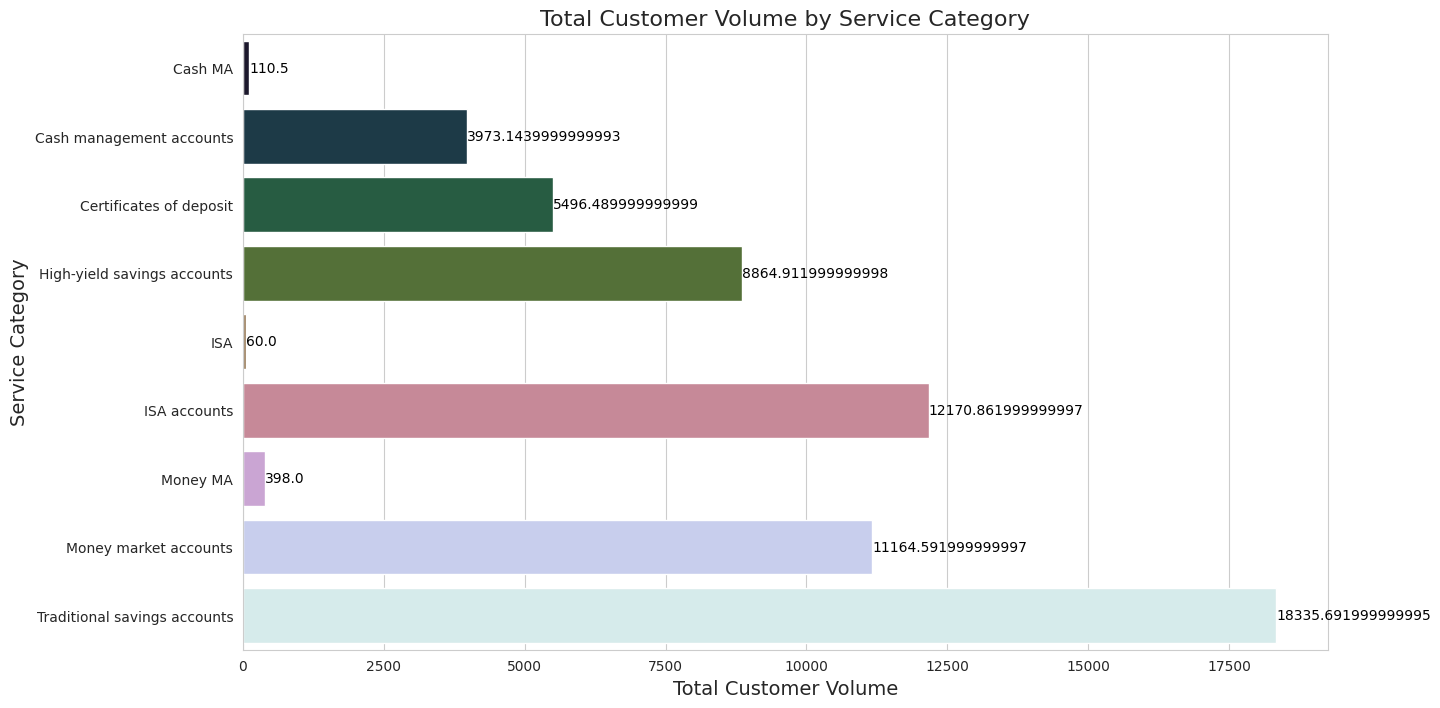 Total Customer Volume by Service Category
Service Category
Cash MA 110.5
Cash management accounts 3973.1439999999993
Certificates of deposit 5496.489999999999
High-yield savings accounts 8864.911999999998
ISA 60.0
ISA accounts 12170.861999999997
Money MA 398.0
Money market accounts 11164.591999999997
Traditional savings accounts 18335.691999999995
0 2500 5000 7500 10000 12500 15000 17500
Total Customer Volume